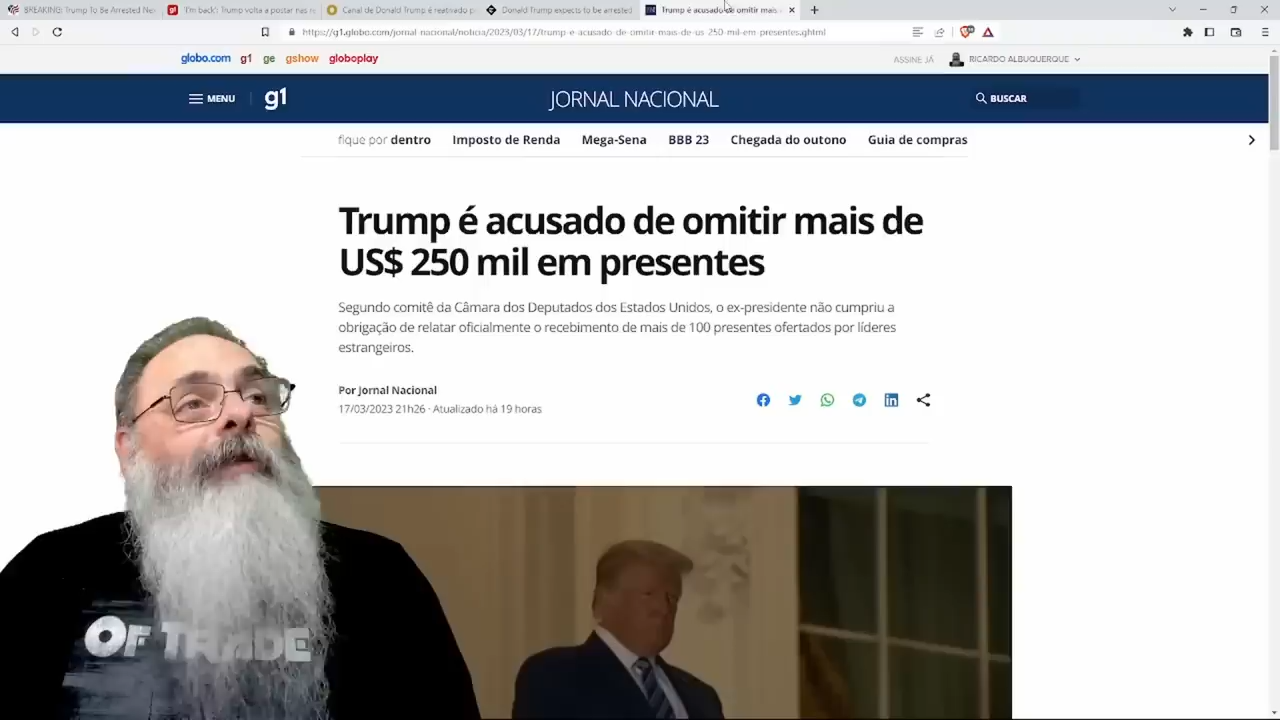 BREAKING: Trump To Be Arrested Ne
'I'm back': Trump volta a postar nas r
Canal de Donald Trump é reativado p
Donald Trump expects to be arrested
Trump é acusado de omitir mais
https://g1.globo.com/jornal-nacional/noticia/2023/03/17/trump-e-acusado-de-omitir-mais-de-us-250-mil-em-presentes.ghtml
globo.com g1 ge gshow globoplay
ASSINE JÁ RICARDO ALBUQUERQUE
MENU g1 JORNAL NACIONAL BUSCAR
fique por dentro Imposto de Renda Mega-Sena BBB 23 Chegada do outono Guia de compras
Trump é acusado de omitir mais de
US$ 250 mil em presentes
Segundo comitê da Câmara dos Deputados dos Estados Unidos, o ex-presidente não cumpriu a
obrigação de relatar oficialmente o recebimento de mais de 100 presentes ofertados por líderes
estrangeiros.
Por Jornal Nacional
17/03/2023 21h26 · Atualizado há 19 horas
OF TRADE